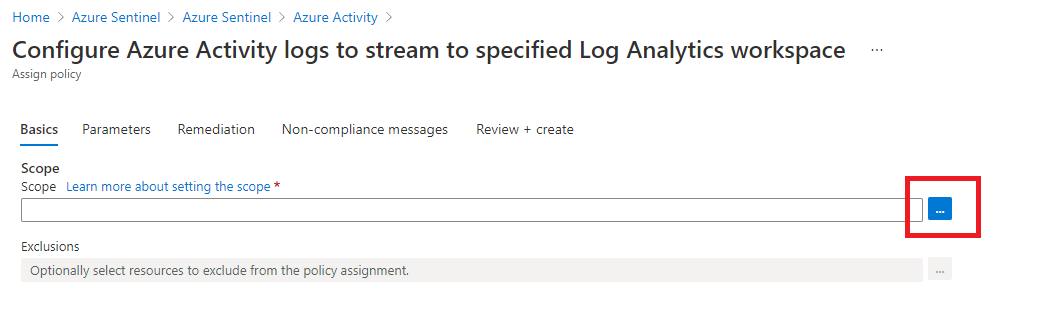 Home > Azure Sentinel > Azure Sentinel > Azure Activity >
Configure Azure Activity logs to stream to specified Log Analytics workspace ...
Assign policy
Basics Parameters Remediation Non-compliance messages Review + create
Scope
Scope Learn more about setting the scope *
...
Exclusions
Optionally select resources to exclude from the policy assignment. ...